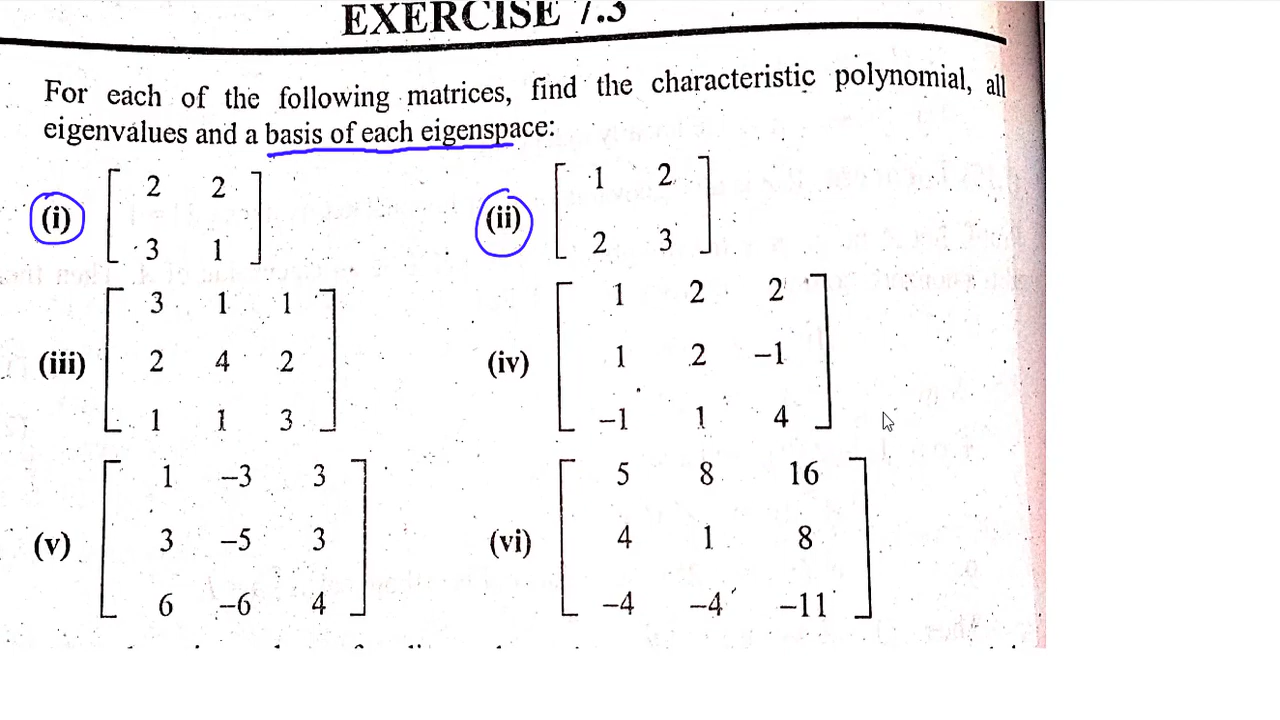 EXERCISE 7.3
For each of the following matrices, find the characteristic polynomial, all
eigenvalues and a basis of each eigenspace:
(i) 2 2
3 1
(ii) 1 2
2 3
(iii) 3 1 1
2 4 2
1 1 3
(iv) 1 2 2
1 2 -1
-1 1 4
(v) 1 -3 3
3 -5 3
6 -6 4
(vi) 5 8 16
4 1 8
-4 -4 -11